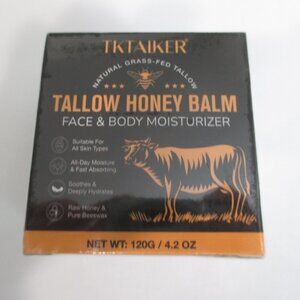 TKTAIKER®
NATURAL GRASS-FED TALLOW
TALLOW HONEY BALM
FACE & BODY MOISTURIZER
Suitable For
All Skin Types
All-Day Moisture
& Fast Absorbing
Soothes &
Deeply Hydrates
Raw Honey &
Pure Beeswax
NET WT: 120G / 4.2 OZ